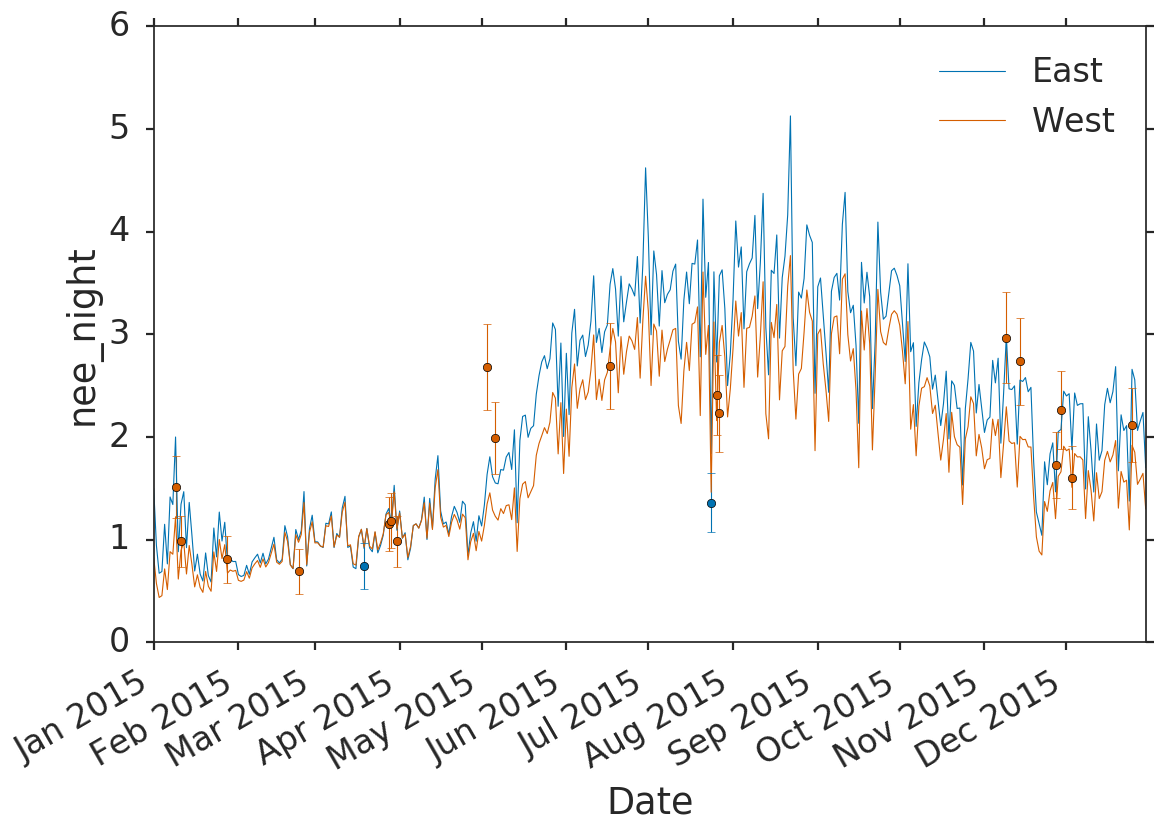 6
5
4
3
2
1
0
nee_night
East
West
Jan 2015
Feb 2015
Mar 2015
Apr 2015
May 2015
Jun 2015
Jul 2015
Aug 2015
Sep 2015
Oct 2015
Nov 2015
Dec 2015
Date